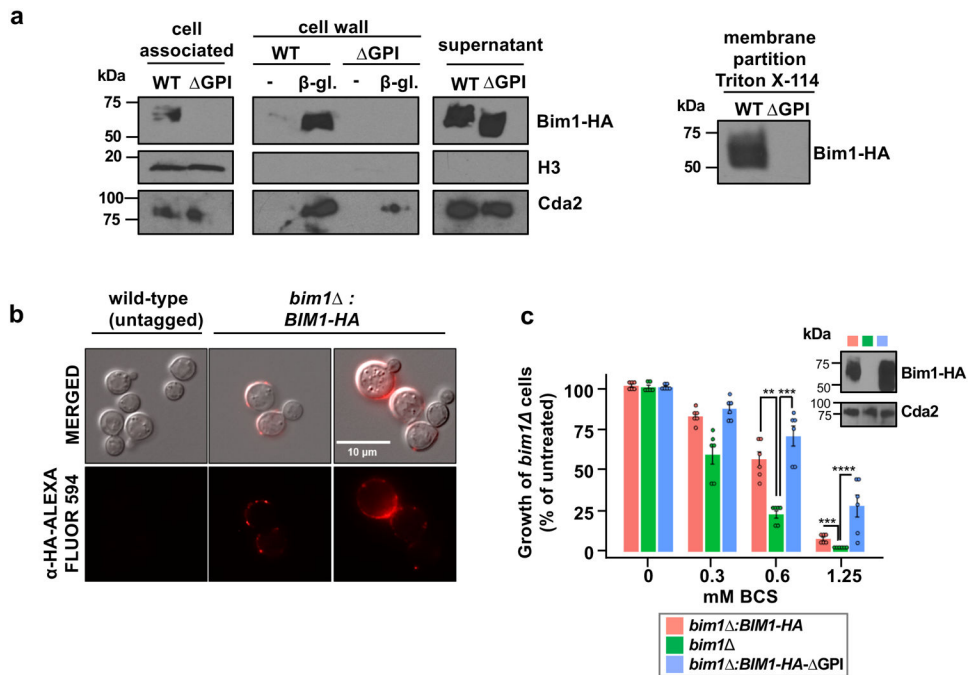 a
cell associated
cell wall
supernatant
membrane partition Triton X-114
WT ΔGPI
kDa WT ΔGPI
- β-gl. - β-gl.
WT ΔGPI
kDa WT ΔGPI
75
50
Bim1-HA
75
50
Bim1-HA
20
H3
100
75
Cda2
b
wild-type (untagged)
bim1Δ : BIM1-HA
MERGED
10 µm
α-HA-ALEXA FLUOR 594
c
kDa
75
50
Bim1-HA
100
75
Cda2
Growth of bim1Δ cells (% of untreated)
100
75
50
25
0
** ***
*** ****
0 0.3 0.6 1.25
mM BCS
bim1Δ:BIM1-HA
bim1Δ
bim1Δ:BIM1-HA-ΔGPI